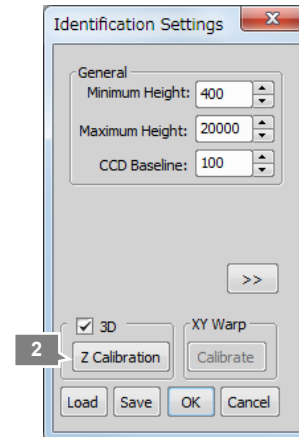 Identification Settings
General
Minimum Height: 400
Maximum Height: 20000
CCD Baseline: 100
>>
3D
XY Warp
2
Z Calibration
Calibrate
Load Save OK Cancel